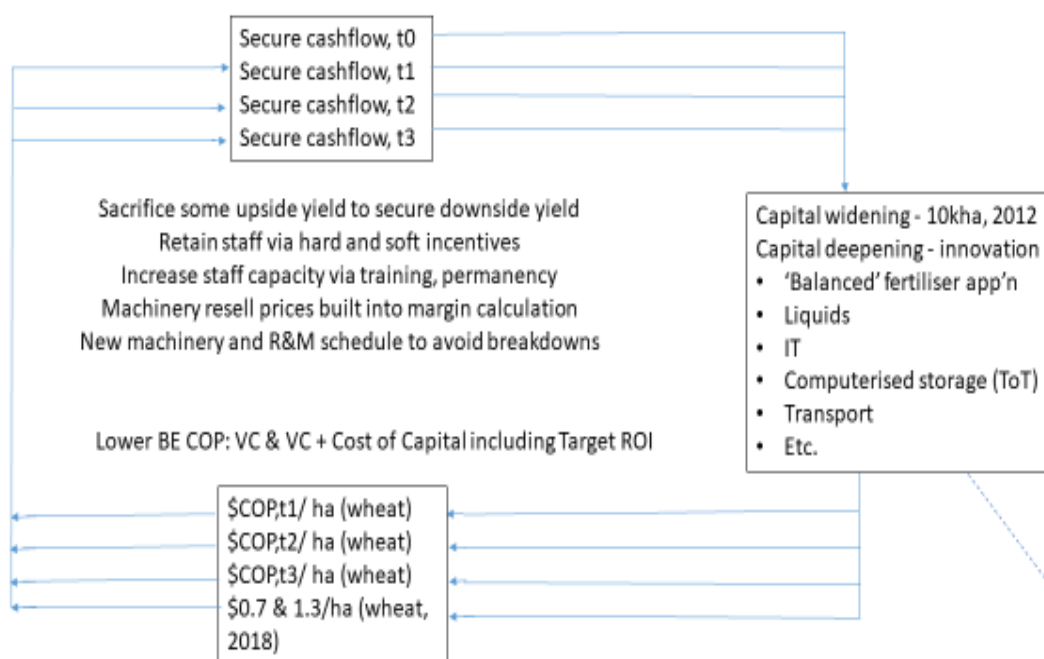 Secure cashflow, t0
Secure cashflow, t1
Secure cashflow, t2
Secure cashflow, t3
Sacrifice some upside yield to secure downside yield
Retain staff via hard and soft incentives
Increase staff capacity via training, permanency
Machinery resell prices built into margin calculation
New machinery and R&M schedule to avoid breakdowns
Capital widening - 10kha, 2012
Capital deepening - innovation
• ‘Balanced’ fertiliser app’n
• Liquids
• IT
• Computerised storage (ToT)
• Transport
• Etc.
Lower BE COP: VC & VC + Cost of Capital including Target ROI
$COP,t1/ ha (wheat)
$COP,t2/ ha (wheat)
$COP,t3/ ha (wheat)
$0.7 & 1.3/ha (wheat,
2018)